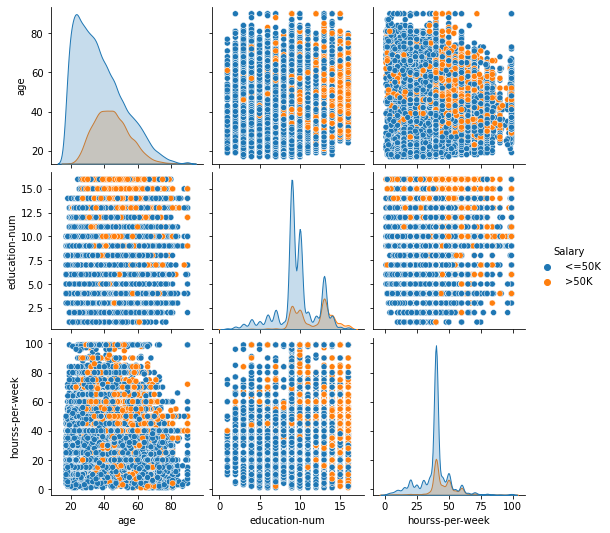 80
60
40
20
age
15.0
12.5
10.0
7.5
5.0
2.5
education-num
Salary
<=50K
>50K
100
80
60
40
20
0
hourss-per-week
20 40 60 80
0 5 10 15
0 25 50 75 100
age
education-num
hourss-per-week